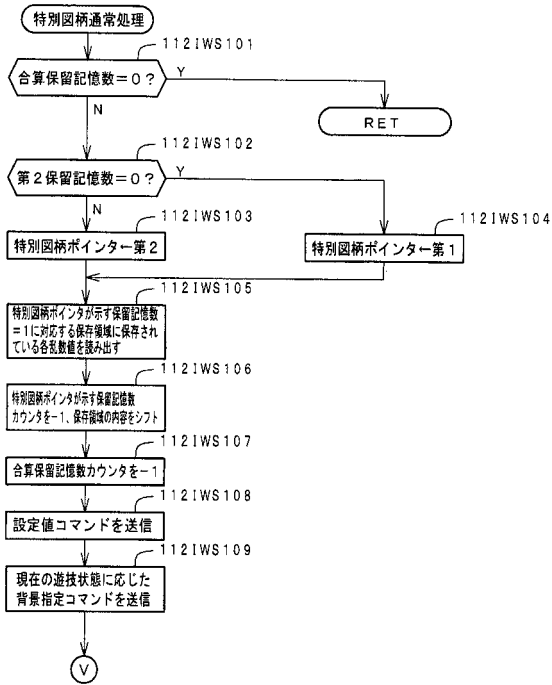 特別図柄通常処理
112IWS101
合算保留記憶数＝0？
Y
N
RET
112IWS102
第2保留記憶数＝0？
Y
N
112IWS103
特別図柄ポインター第2
112IWS104
特別図柄ポインター第1
112IWS105
特別図柄ポインタが示す保留記憶数
＝1に対応する保存領域に保存され
ている各乱数値を読み出す
112IWS106
特別図柄ポインタが示す保留記憶数
カウンタを－1、保存領域の内容をシフト
112IWS107
合算保留記憶数カウンタを－1
112IWS108
設定値コマンドを送信
112IWS109
現在の遊技状態に応じた
背景指定コマンドを送信
V